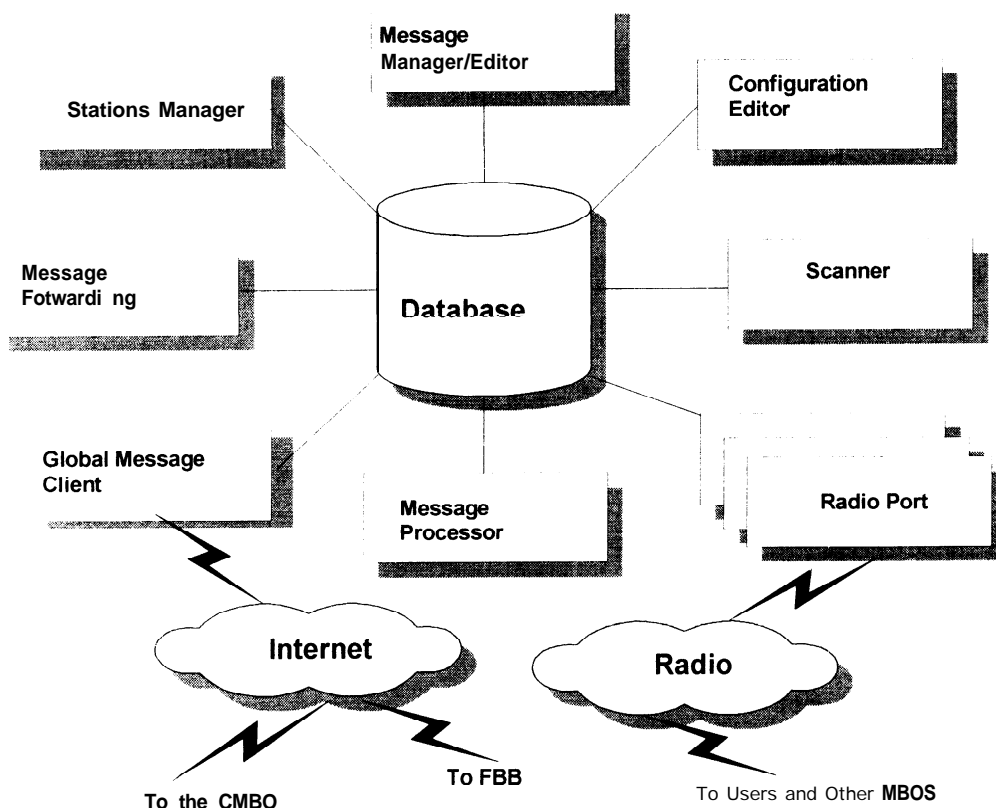 Message
Manager/Editor
Stations Manager
Configuration
Editor
Message
Fotwardi ng
Database
Scanner
Global Message
Client
Message
Processor
Radio Port
Internet
Radio
To the CMBO
To FBB
To Users and Other MBOS